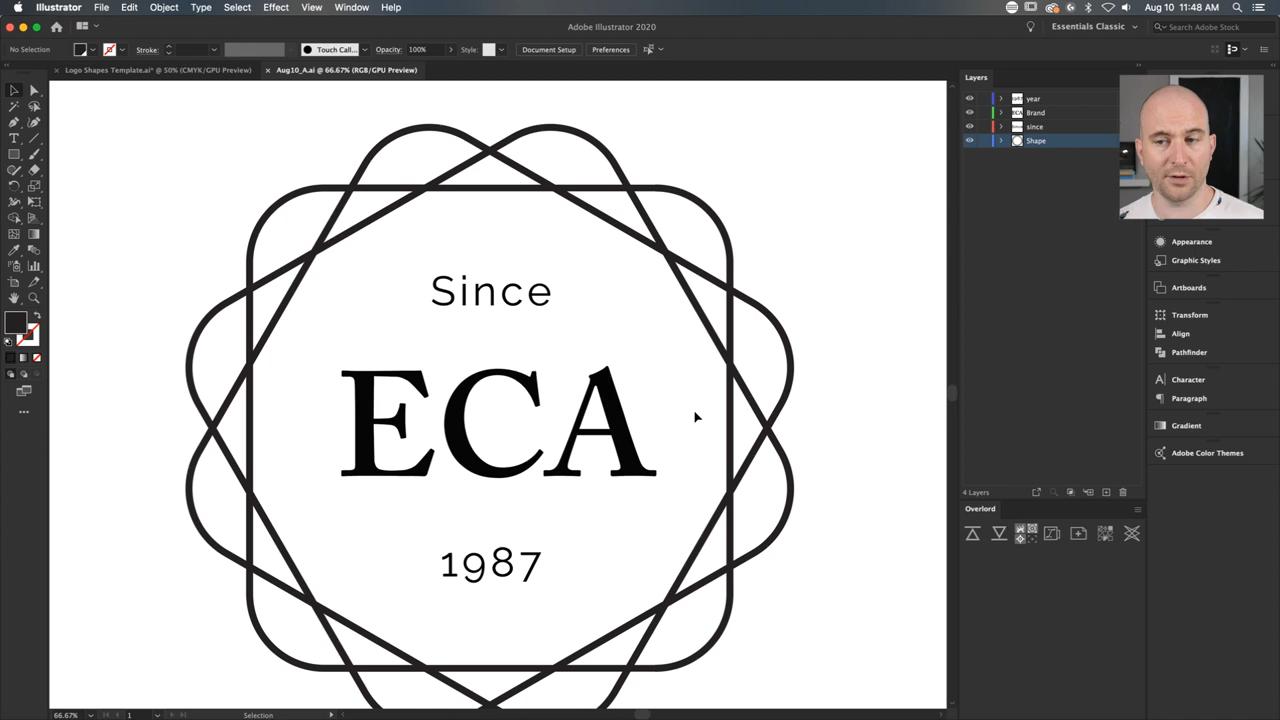 Illustrator File Edit Object Type Select Effect View Window Help
Aug 10 11:48 AM
Adobe Illustrator 2020
Essentials Classic
Search Adobe Stock
No Selection
Stroke:
Touch Call...
Opacity: 100%
Style:
Document Setup
Preferences
Logo Shapes Template.ai* @ 50% (CMYK/GPU Preview)
Aug10_A.ai @ 66.67% (RGB/GPU Preview)
Layers
year
Brand
since
Shape
Since
ECA
1987
Appearance
Graphic Styles
Artboards
Transform
Align
Pathfinder
Character
Paragraph
Gradient
Adobe Color Themes
4 Layers
Overlord
66.67%
1
Selection